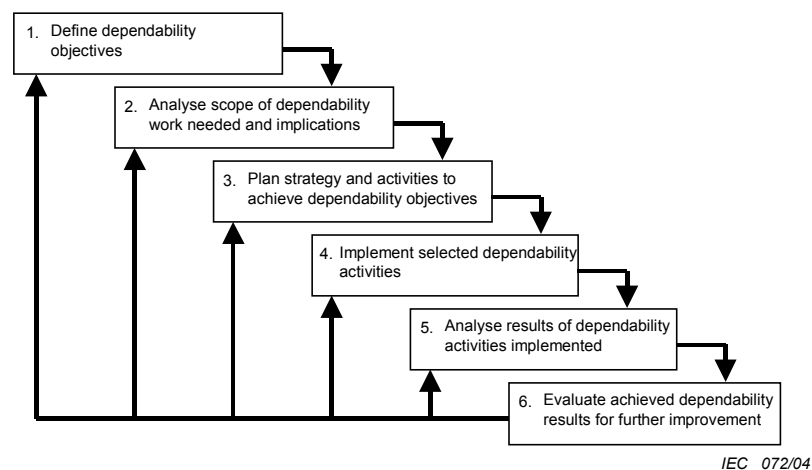 1. Define dependability
objectives
2. Analyse scope of dependability
work needed and implications
3. Plan strategy and activities to
achieve dependability objectives
4. Implement selected dependability
activities
5. Analyse results of dependability
activities implemented
6. Evaluate achieved dependability
results for further improvement
IEC 072/04